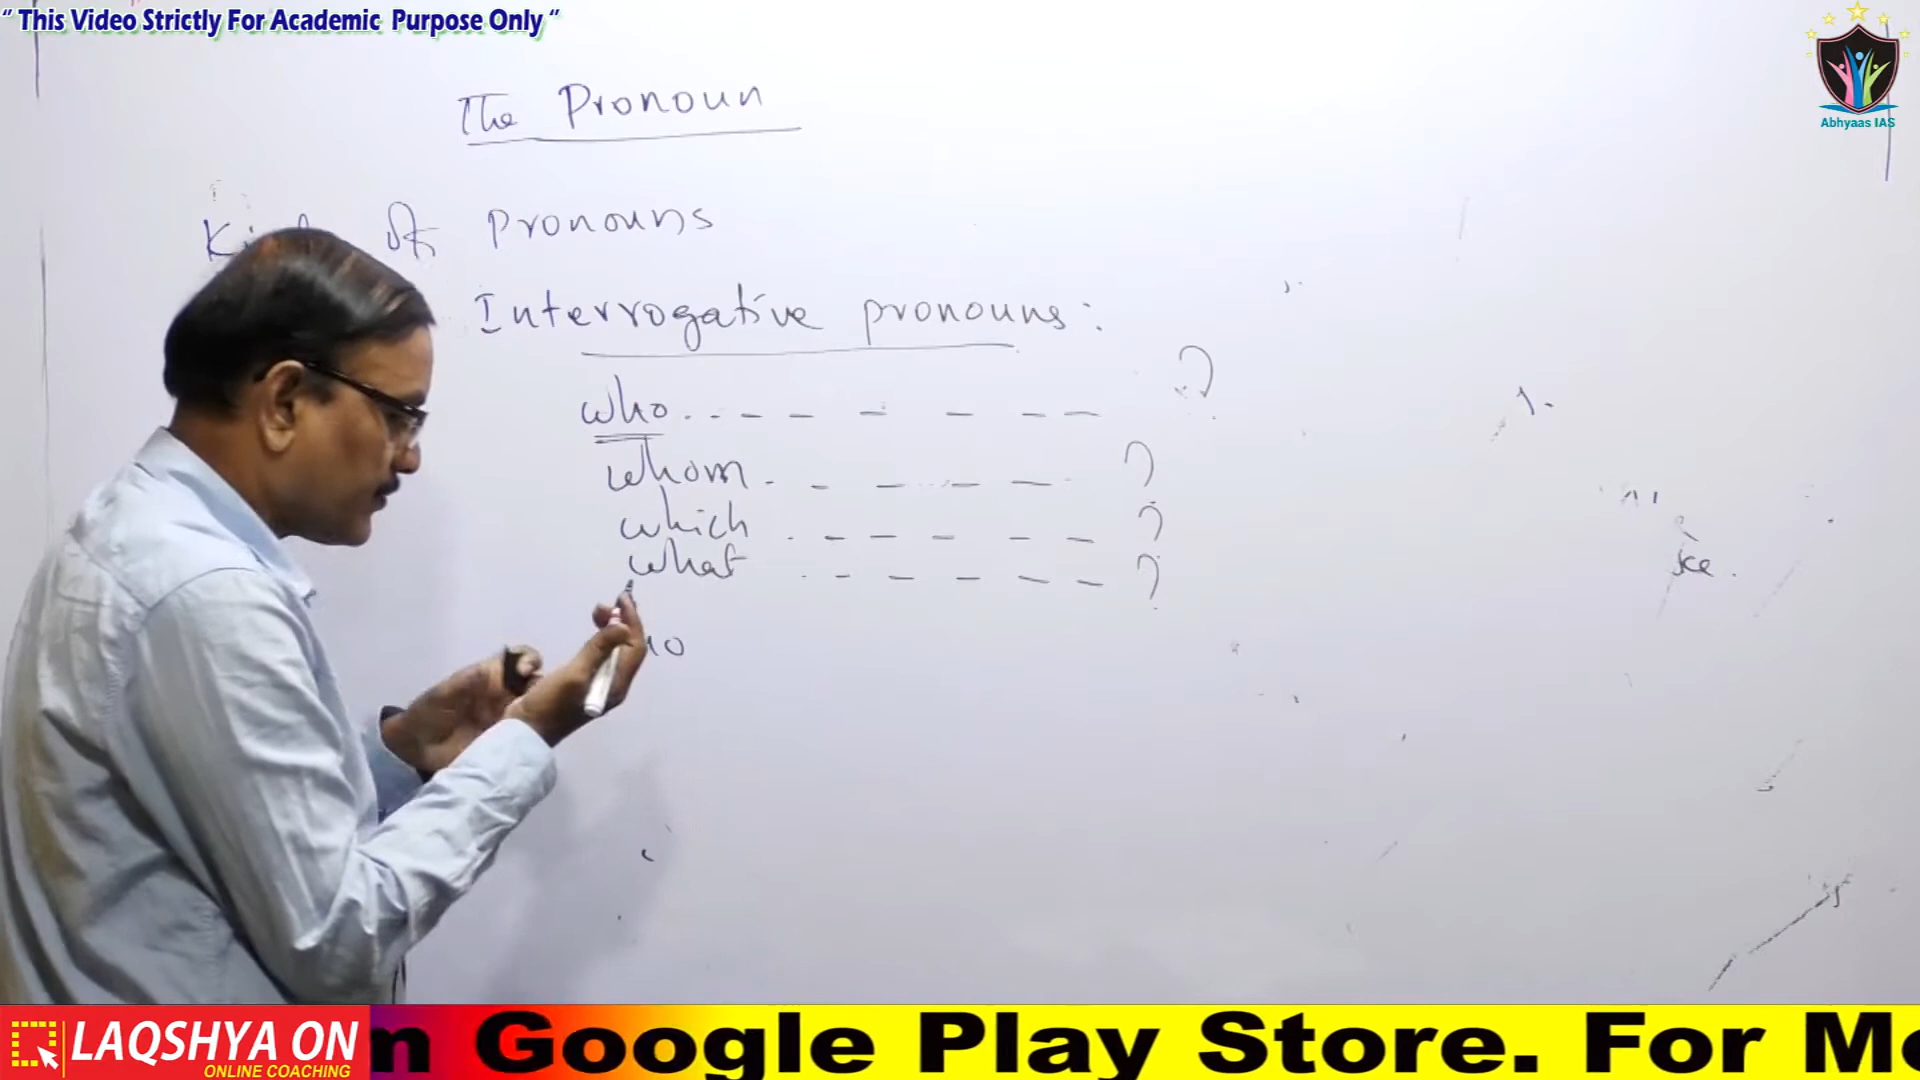 “ This Video Strictly For Academic Purpose Only “
Abhyaas IAS
The Pronoun
of pronouns
Interrogative pronouns:
who. - - - - - - - ?
whom - - - - - ?
which - - - - - - ?
what - - - - - - ?
LAQSHYA ON
ONLINE COACHING
n Google Play Store. For Mo